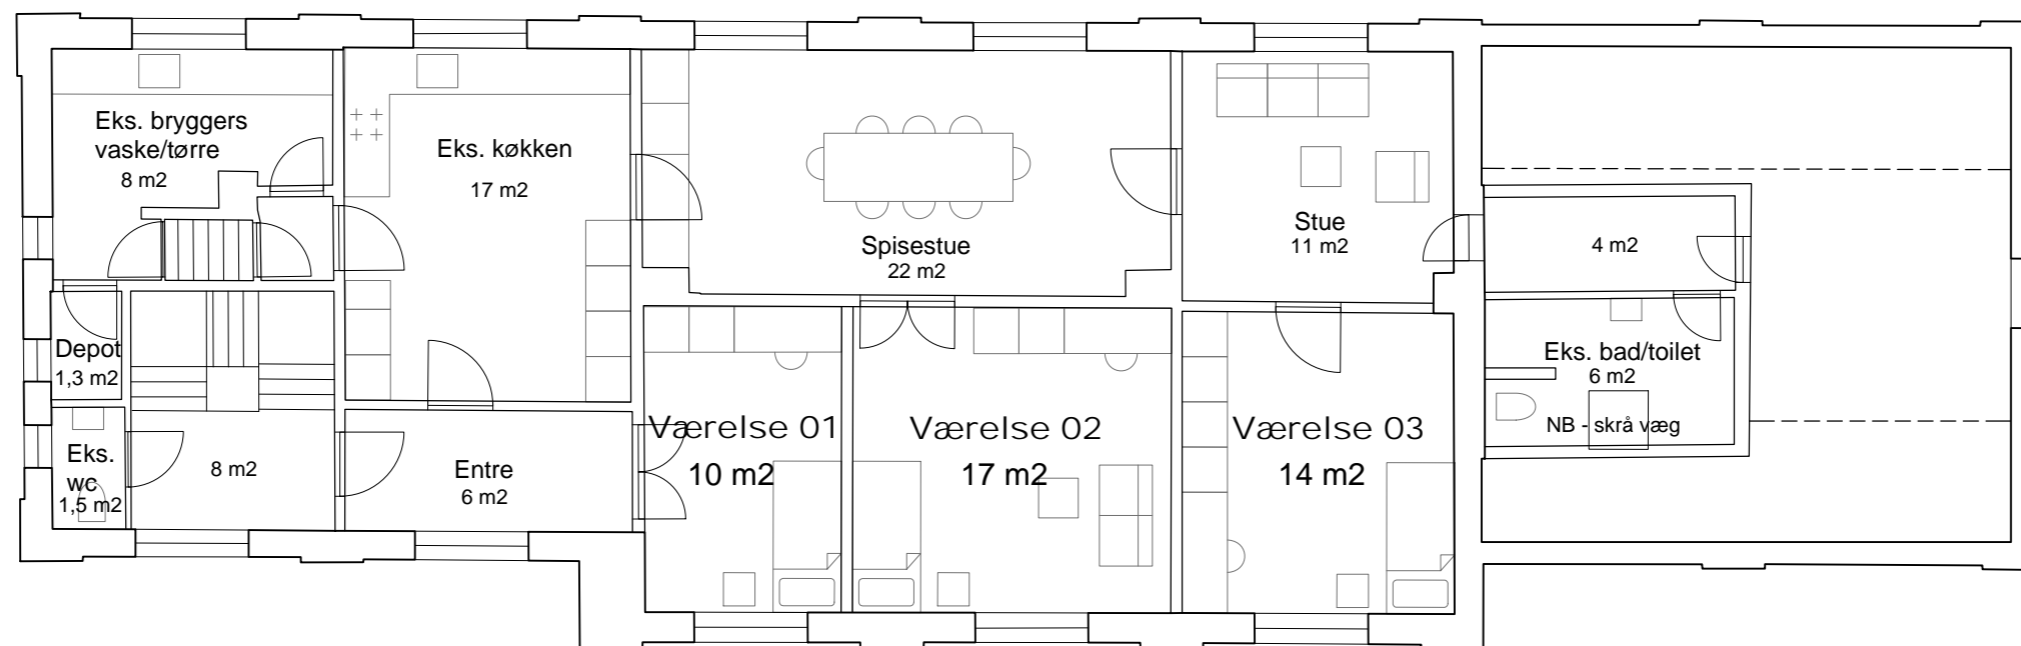 Eks. bryggers
vaske/tørre
8 m2
Eks. køkken
17 m2
Spisestue
22 m2
Stue
11 m2
4 m2
Depot
1,3 m2
Eks. bad/toilet
6 m2
NB - skrå væg
Eks.
wc
1,5 m2
8 m2
Entre
6 m2
Værelse 01
10 m2
Værelse 02
17 m2
Værelse 03
14 m2